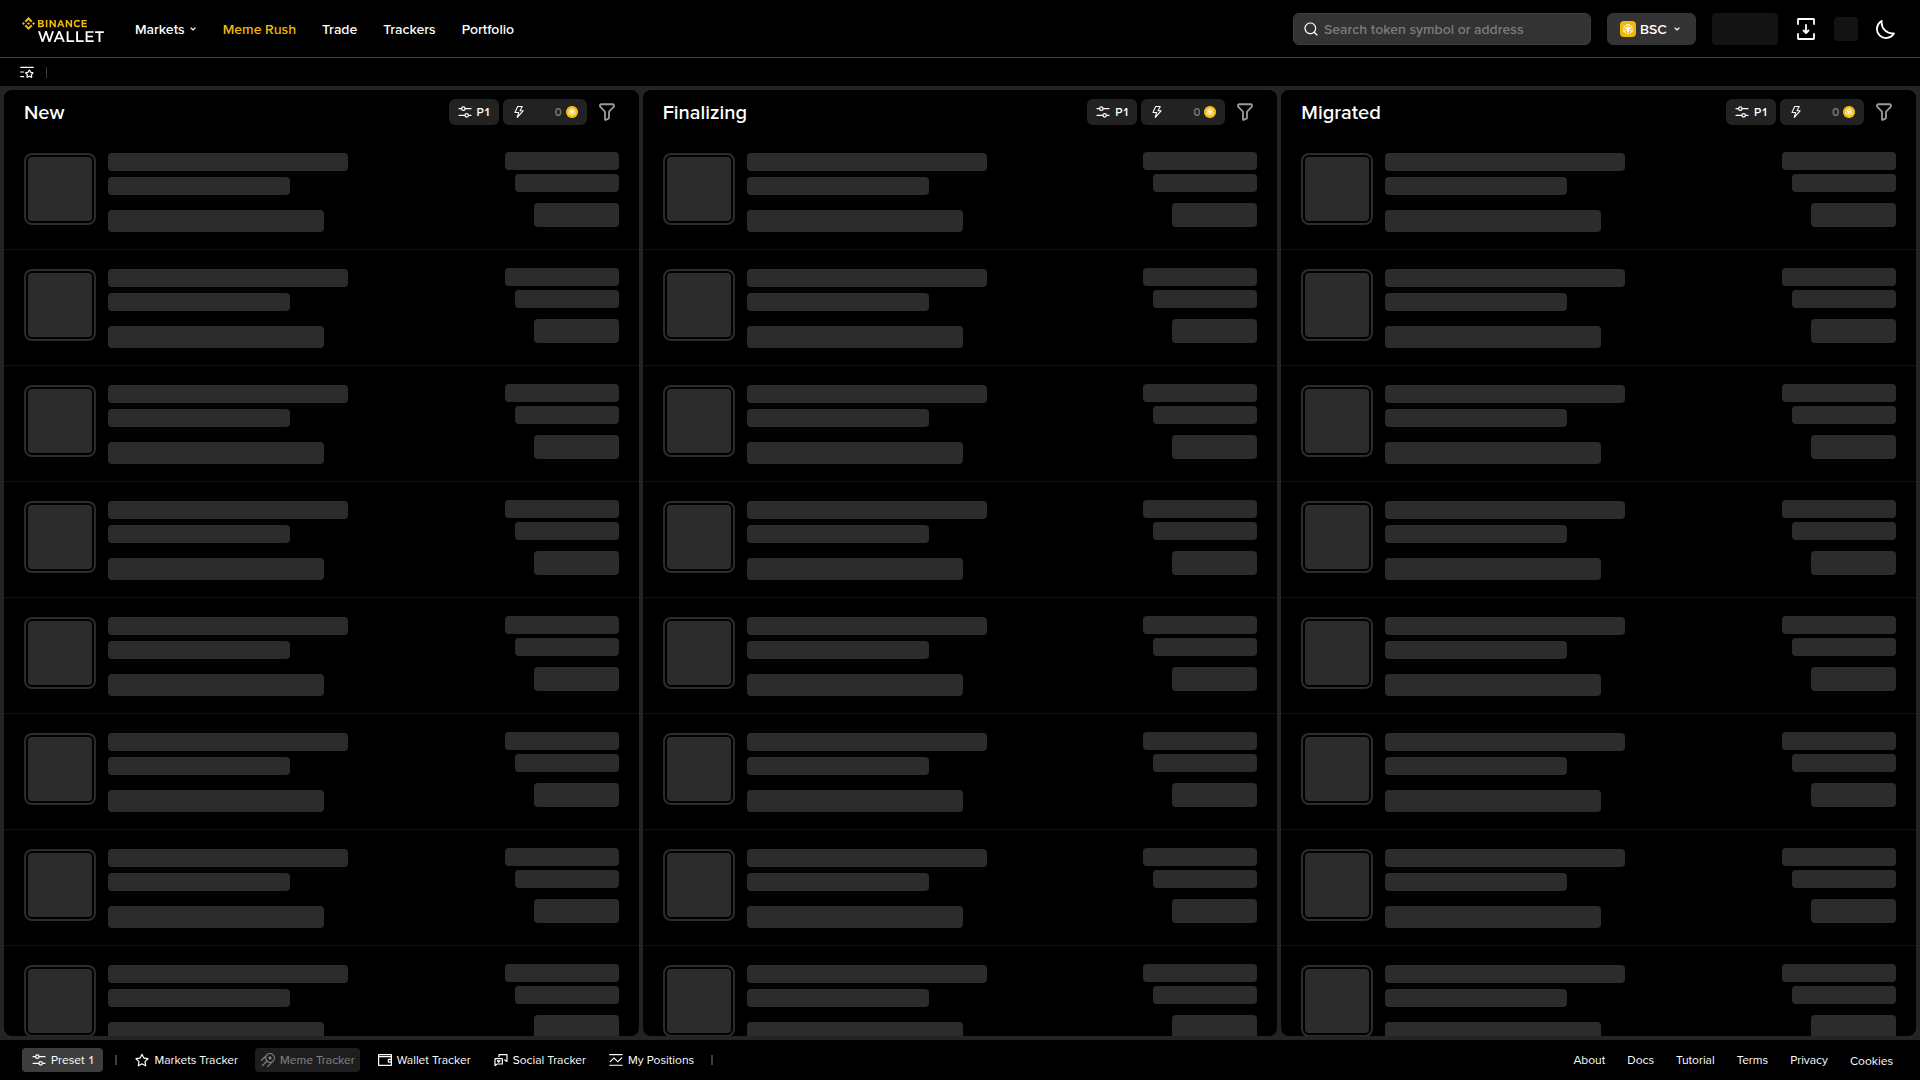 BINANCE
WALLET
Markets
Meme Rush
Trade
Trackers
Portfolio
Search token symbol or address
BSC
New
P1
0
Finalizing
P1
0
Migrated
P1
0
Preset 1
Markets Tracker
Meme Tracker
Wallet Tracker
Social Tracker
My Positions
About
Docs
Tutorial
Terms
Privacy
Cookies